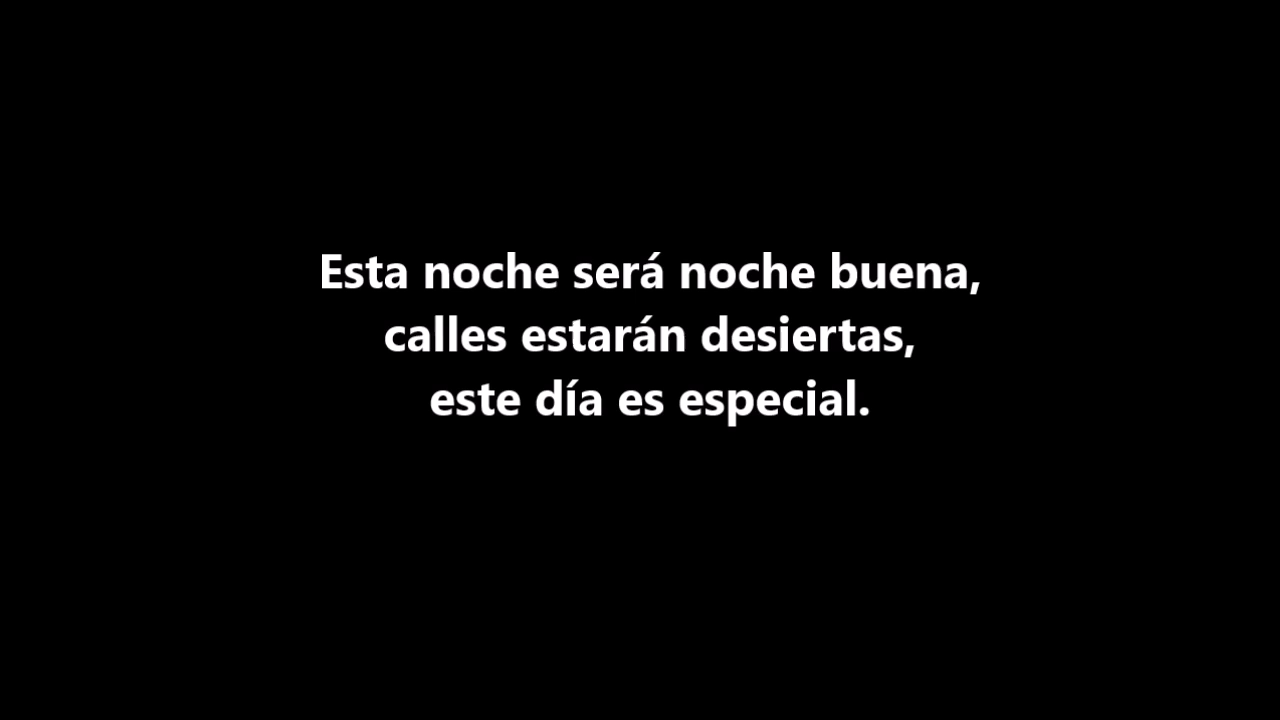 Esta noche será noche buena,
calles estarán desiertas,
este día es especial.